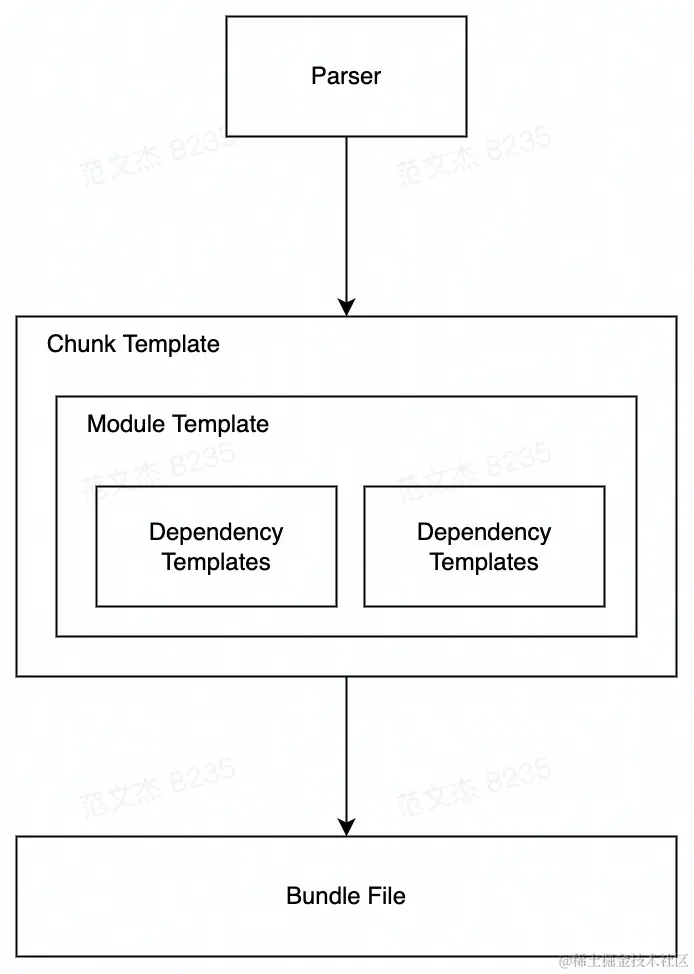 Parser
范文杰 8235
范文杰 8235
Chunk Template
Module Template
范文杰 8235
范文杰 8235
Dependency
Templates
Dependency
Templates
范文杰 8235
范文杰 8235
Bundle File
@稀土掘金技术社区